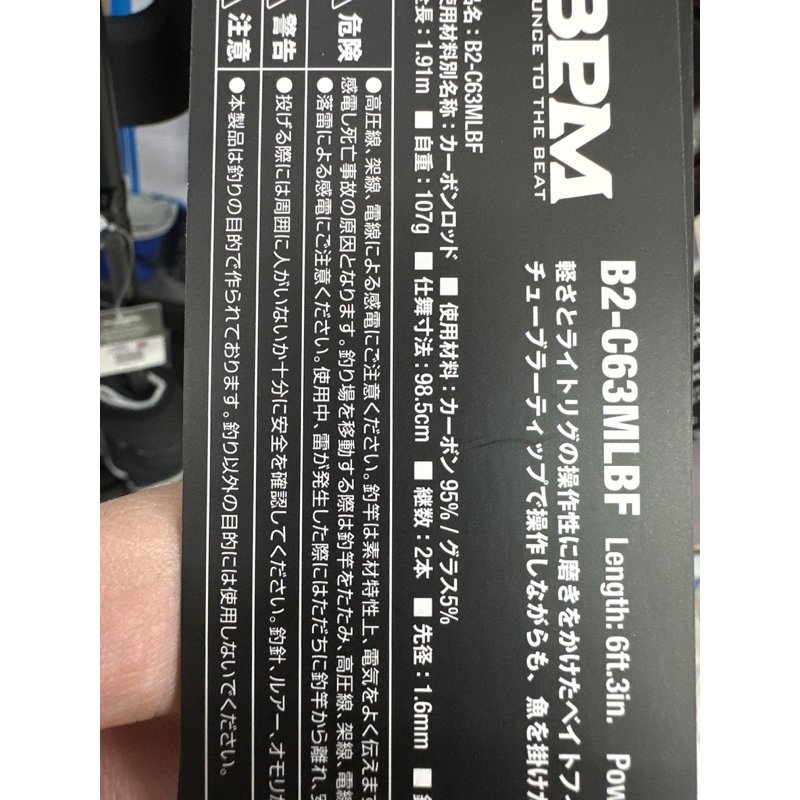 BPM
OUNCE TO THE BEAT
B2-C63MLBF Length: 6ft.3in.
軽さとライトリグの操作性に磨きをかけたベイトフ
チューブラーティップで操作しながらも、魚を掛け
品名：B2-C63MLBF
使用材料別名称：カーボンロッド ■ 使用材料：カーボン 95% / グラス5%
全長：1.91m ■ 自重：107g ■ 仕舞寸法：98.5cm ■ 継数：2本 ■ 先径：1.6mm ■
危険
●高圧線、架線、電線による感電にご注意ください。釣竿は素材特性上、電気をよく伝えます
感電し死亡事故の原因となります。釣り場を移動する際は釣竿をたたみ、高圧線、架線、電線
●落雷による感電にご注意ください。使用中、雷が発生した際にはただちに釣竿から離れ、
警告
●投げる際には周囲に人がいないか十分に安全を確認してください。釣針、ルアー、オモリが
注意
●本製品は釣りの目的で作られております。釣り以外の目的には使用しないでください。